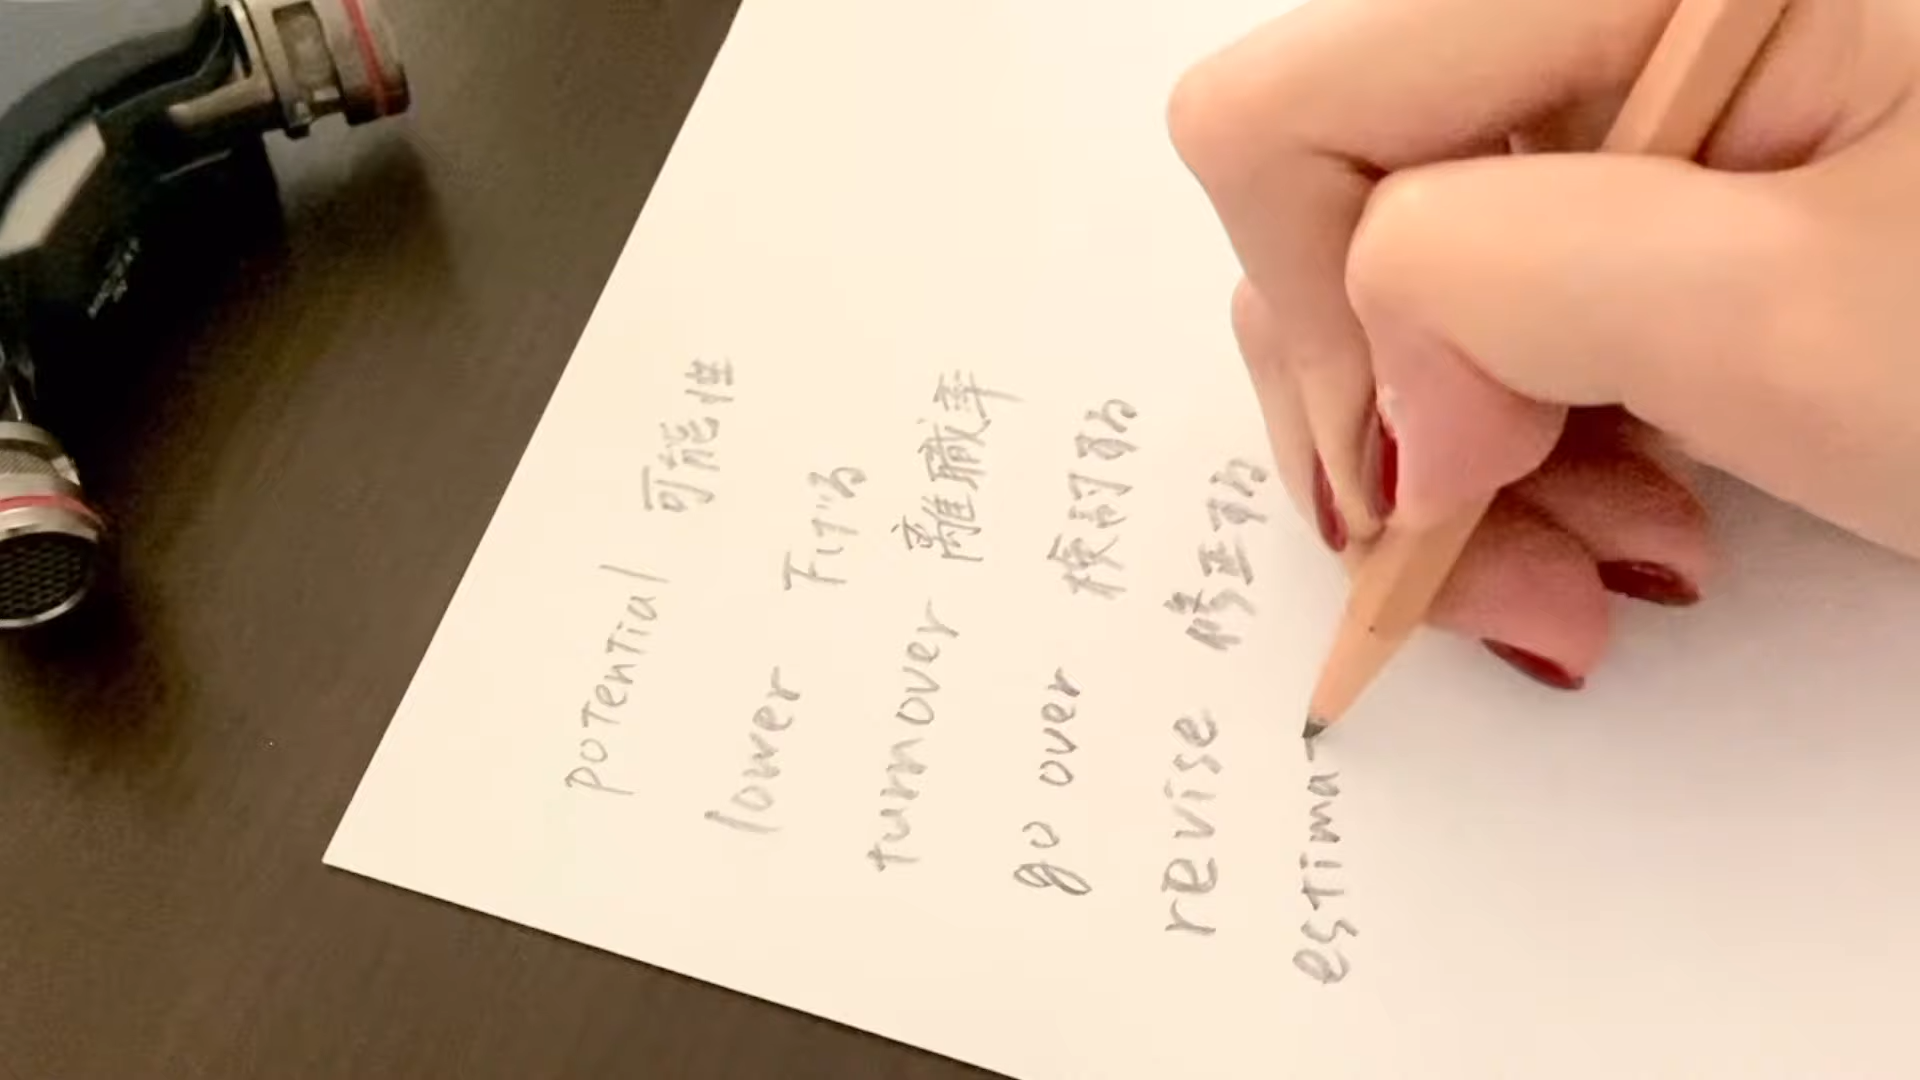 potential 可能性
lower 下げる
turnover 離職率
go over 検討する
revise 修正する
estimat